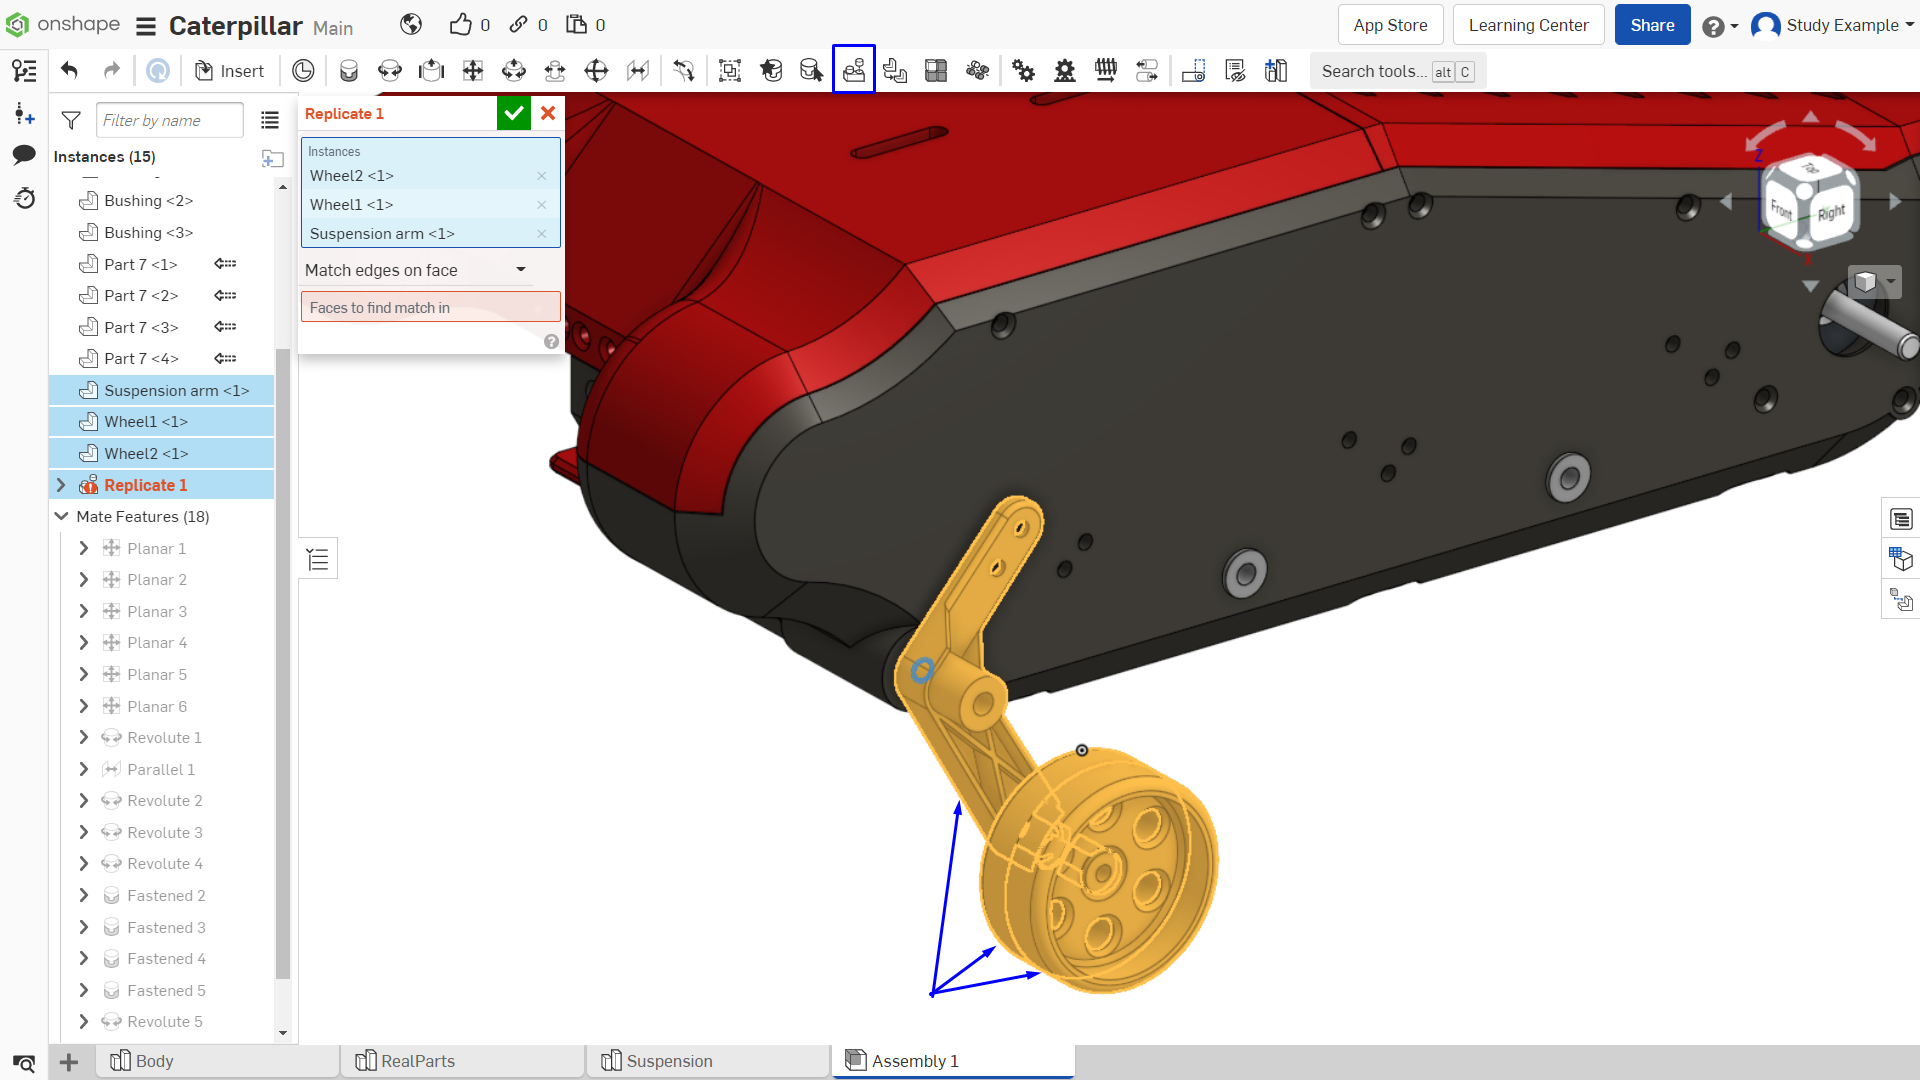 onshape Caterpillar Main 0 0 0 App Store Learning Center Share Study Example
Insert Search tools... alt C
Filter by name
Instances (15)
Bushing <2>
Bushing <3>
Part 7 <1>
Part 7 <2>
Part 7 <3>
Part 7 <4>
Suspension arm <1>
Wheel1 <1>
Wheel2 <1>
Replicate 1
Mate Features (18)
Planar 1
Planar 2
Planar 3
Planar 4
Planar 5
Planar 6
Revolute 1
Parallel 1
Revolute 2
Revolute 3
Revolute 4
Fastened 2
Fastened 3
Fastened 4
Fastened 5
Revolute 5
Replicate 1
Instances
Wheel2 <1>
Wheel1 <1>
Suspension arm <1>
Match edges on face
Faces to find match in
Z
Top
Front Right
X
Body RealParts Suspension Assembly 1